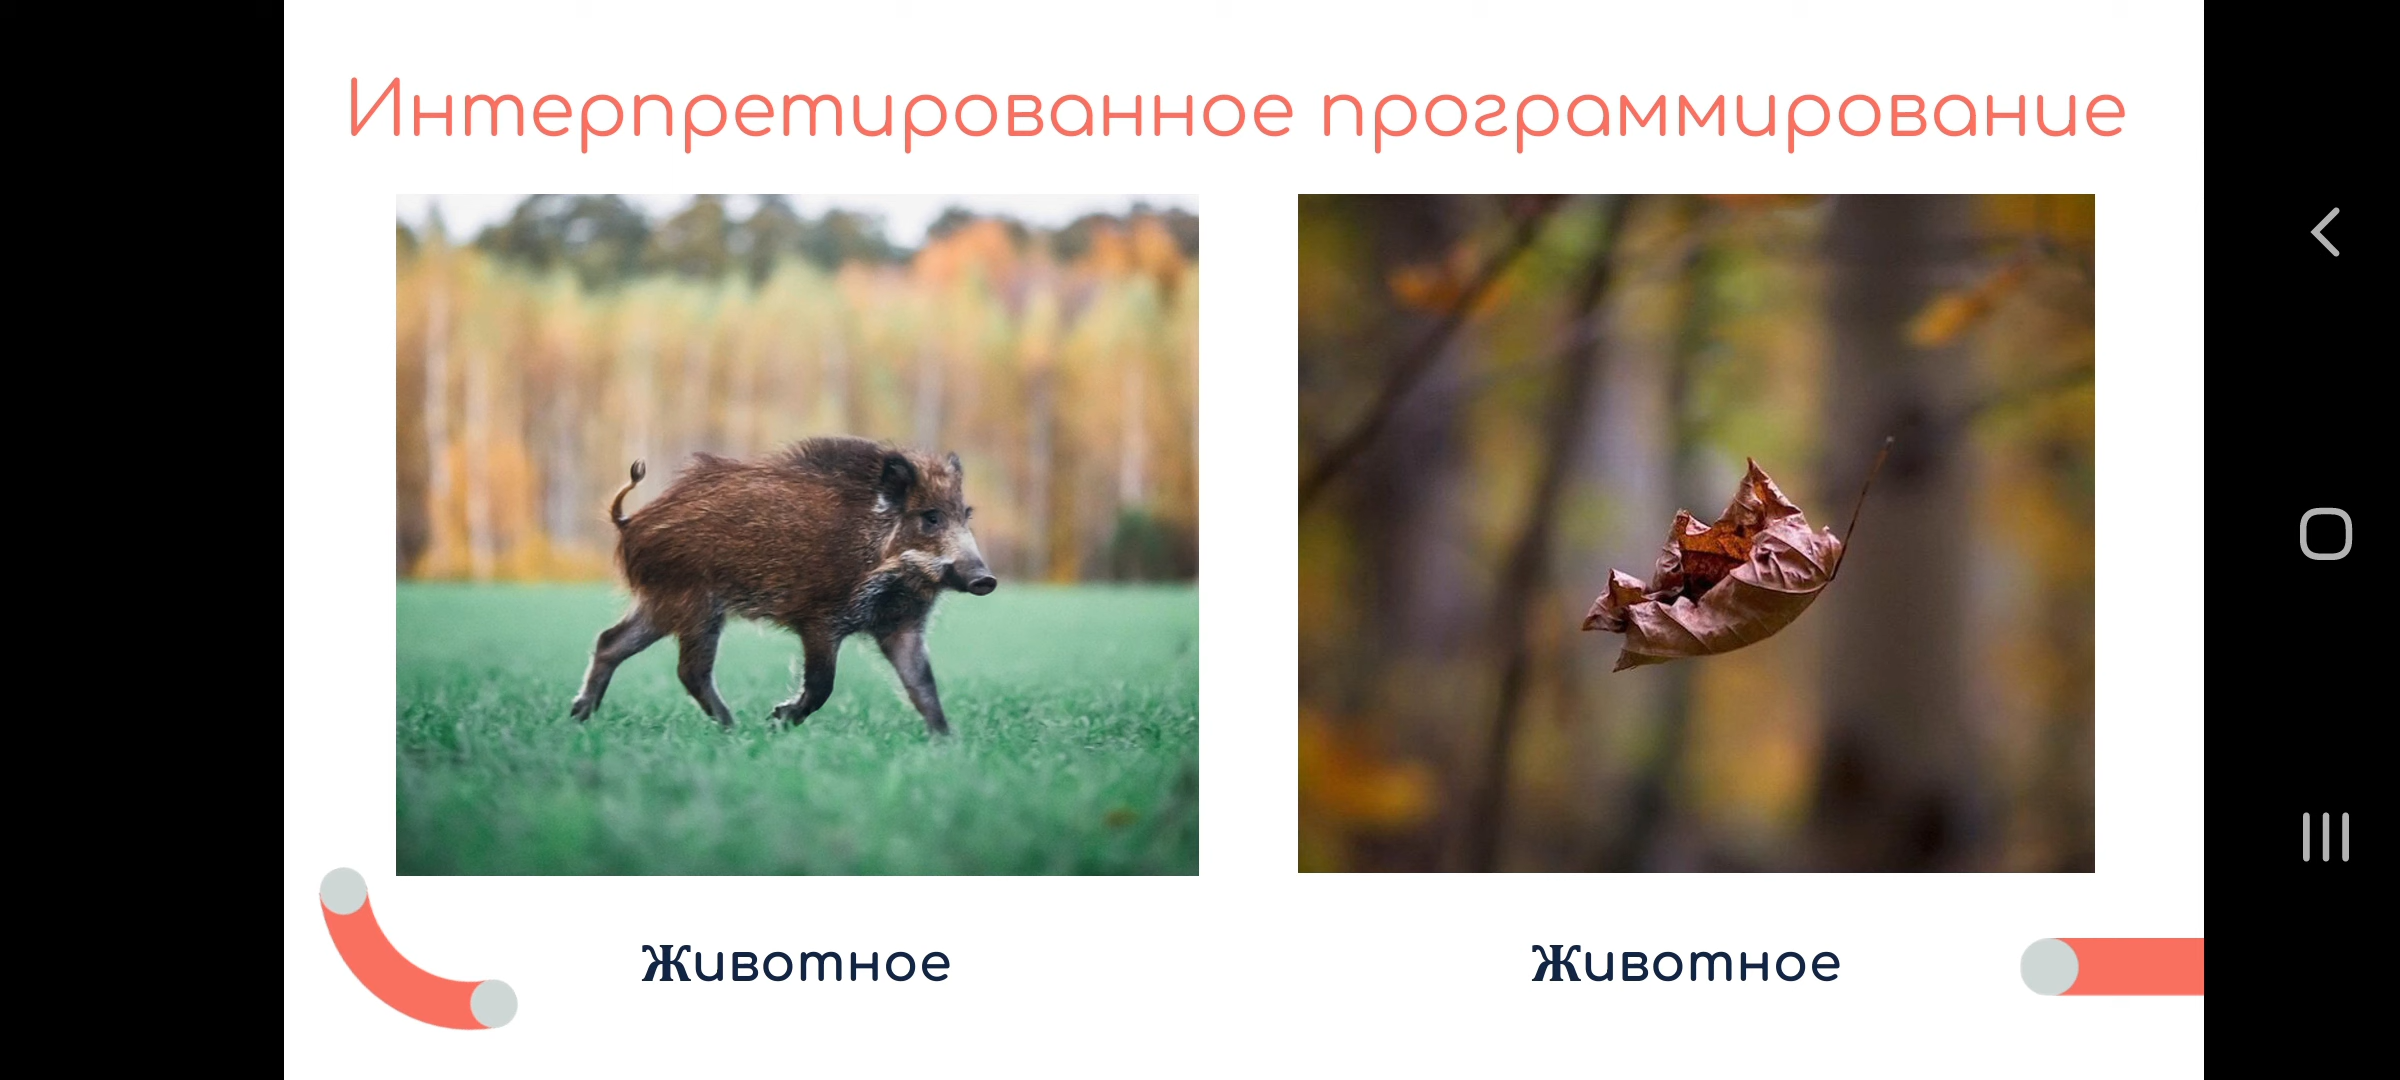 Интерпретированное программирование
Животное
Животное